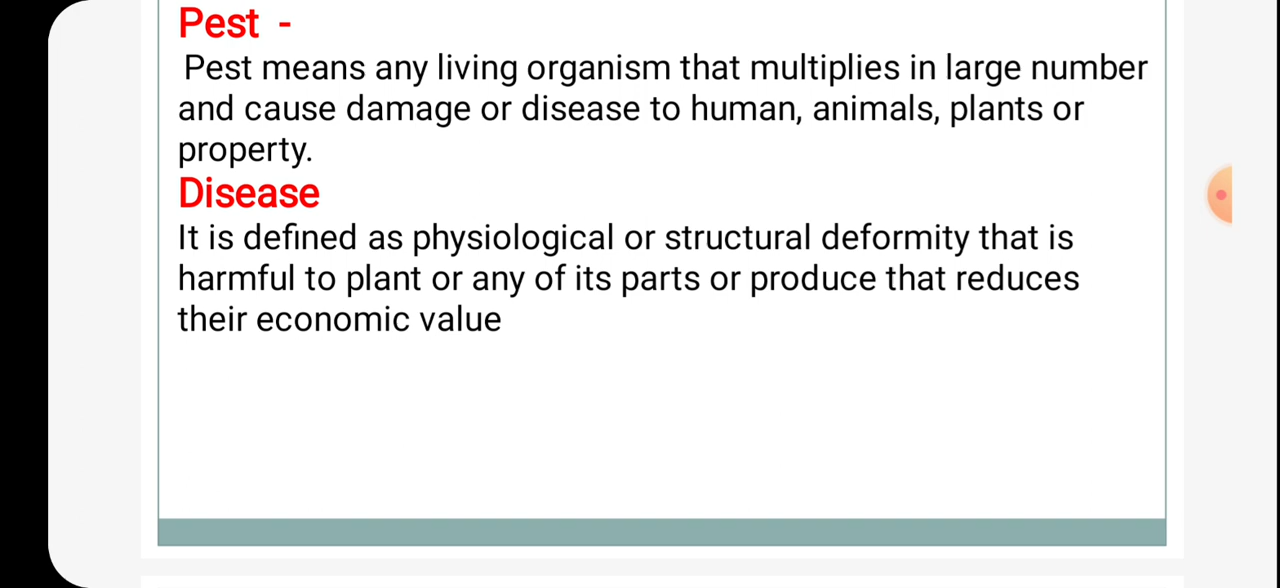 Pest -
Pest means any living organism that multiplies in large number
and cause damage or disease to human, animals, plants or
property.
Disease
It is defined as physiological or structural deformity that is
harmful to plant or any of its parts or produce that reduces
their economic value